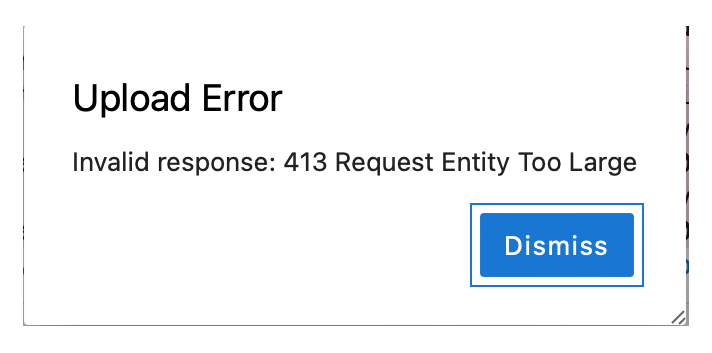 Upload Error
Invalid response: 413 Request Entity Too Large
Dismiss